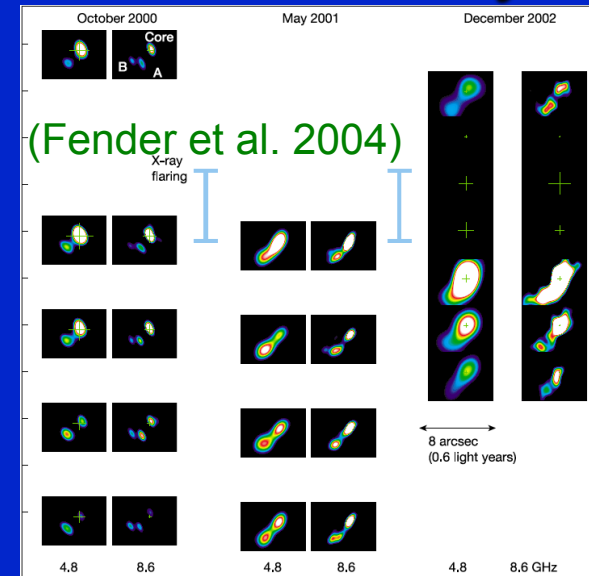 October 2000 May 2001 December 2002
Core
B A
(Fender et al. 2004)
X-ray
flaring
8 arcsec
(0.6 light years)
4.8 8.6 4.8 8.6 4.8 8.6 GHz